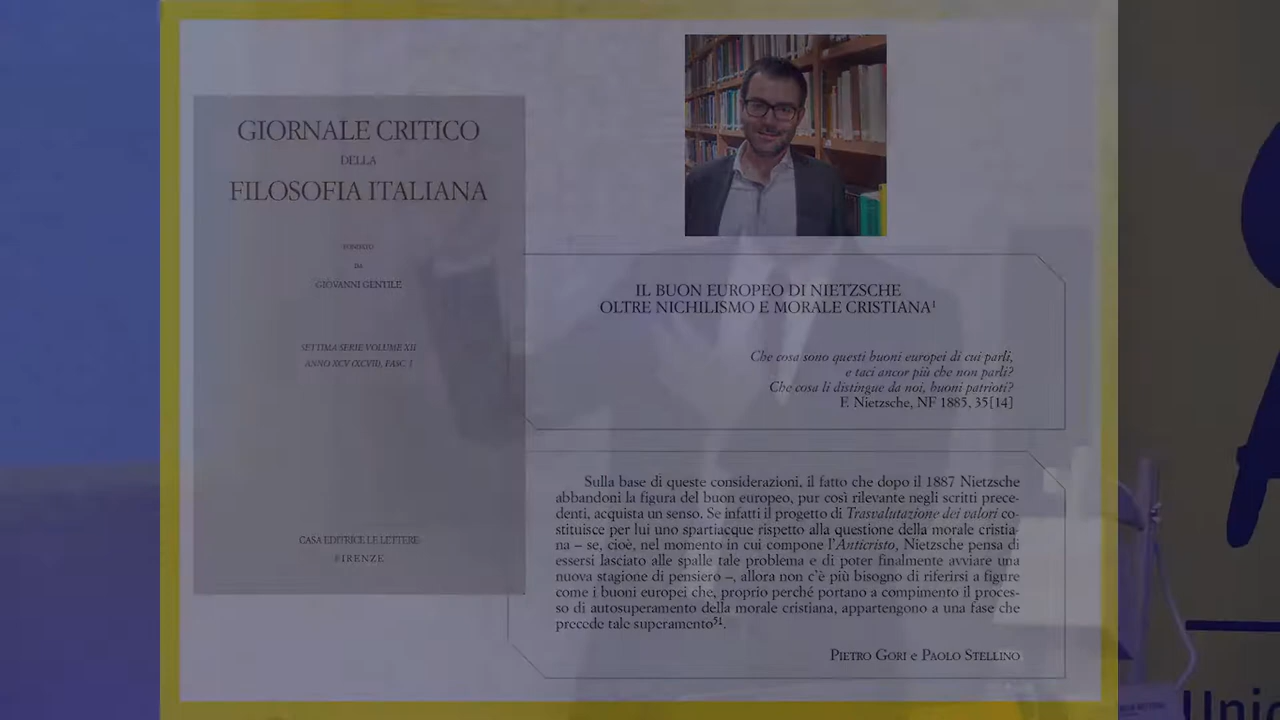 GIORNALE CRITICO
DELLA
FILOSOFIA ITALIANA
FONDATO
DA
GIOVANNI GENTILE
SETTIMA SERIE VOLUME XII
ANNO XCV (XCVII), FASC. I
CASA EDITRICE LE LETTERE
FIRENZE
IL BUON EUROPEO DI NIETZSCHE
OLTRE NICHILISMO E MORALE CRISTIANA¹
Che cosa sono questi buoni europei di cui parli,
e taci ancor più che non parli?
Che cosa li distingue da noi, buoni patrioti?
F. Nietzsche, NF 1885, 35[14]
Sulla base di queste considerazioni, il fatto che dopo il 1887 Nietzsche
abbandoni la figura del buon europeo, pur così rilevante negli scritti prece-
denti, acquista un senso. Se infatti il progetto di Trasvalutazione dei valori co-
stituisce per lui uno spartiacque rispetto alla questione della morale cristia-
na – se, cioè, nel momento in cui compone l'Anticristo, Nietzsche pensa di
essersi lasciato alle spalle tale problema e di poter finalmente avviare una
nuova stagione di pensiero –, allora non c'è più bisogno di riferirsi a figure
come i buoni europei che, proprio perché portano a compimento il proces-
so di autosuperamento della morale cristiana, appartengono a una fase che
precede tale superamento⁵¹.
PIETRO GORI e PAOLO STELLINO